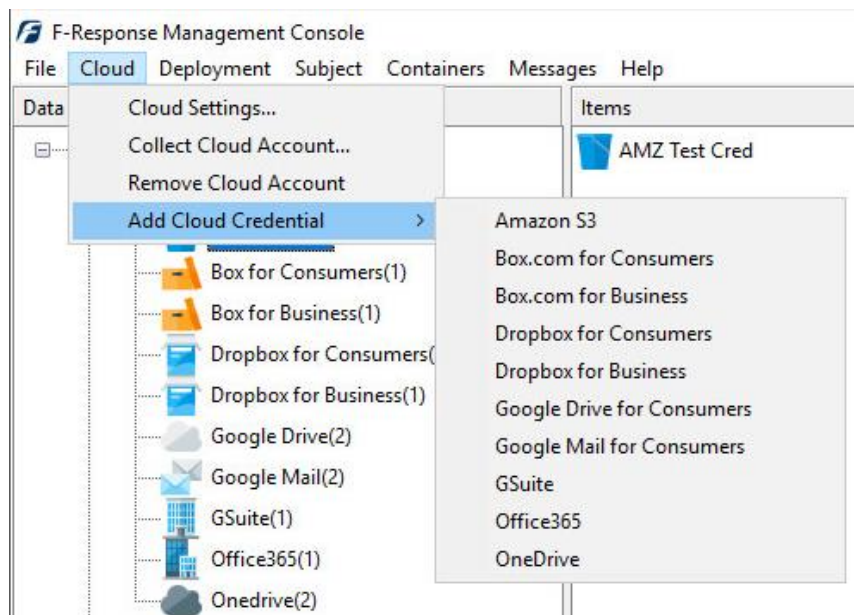 F-Response Management Console
File Cloud Deployment Subject Containers Messages Help
Data
Items
Cloud Settings...
Collect Cloud Account...
Remove Cloud Account
Add Cloud Credential >
AMZ Test Cred
Amazon S3
Box.com for Consumers
Box.com for Business
Dropbox for Consumers
Dropbox for Business
Google Drive for Consumers
Google Mail for Consumers
GSuite
Office365
OneDrive
Box for Consumers(1)
Box for Business(1)
Dropbox for Consumers(
Dropbox for Business(1)
Google Drive(2)
Google Mail(2)
GSuite(1)
Office365(1)
Onedrive(2)